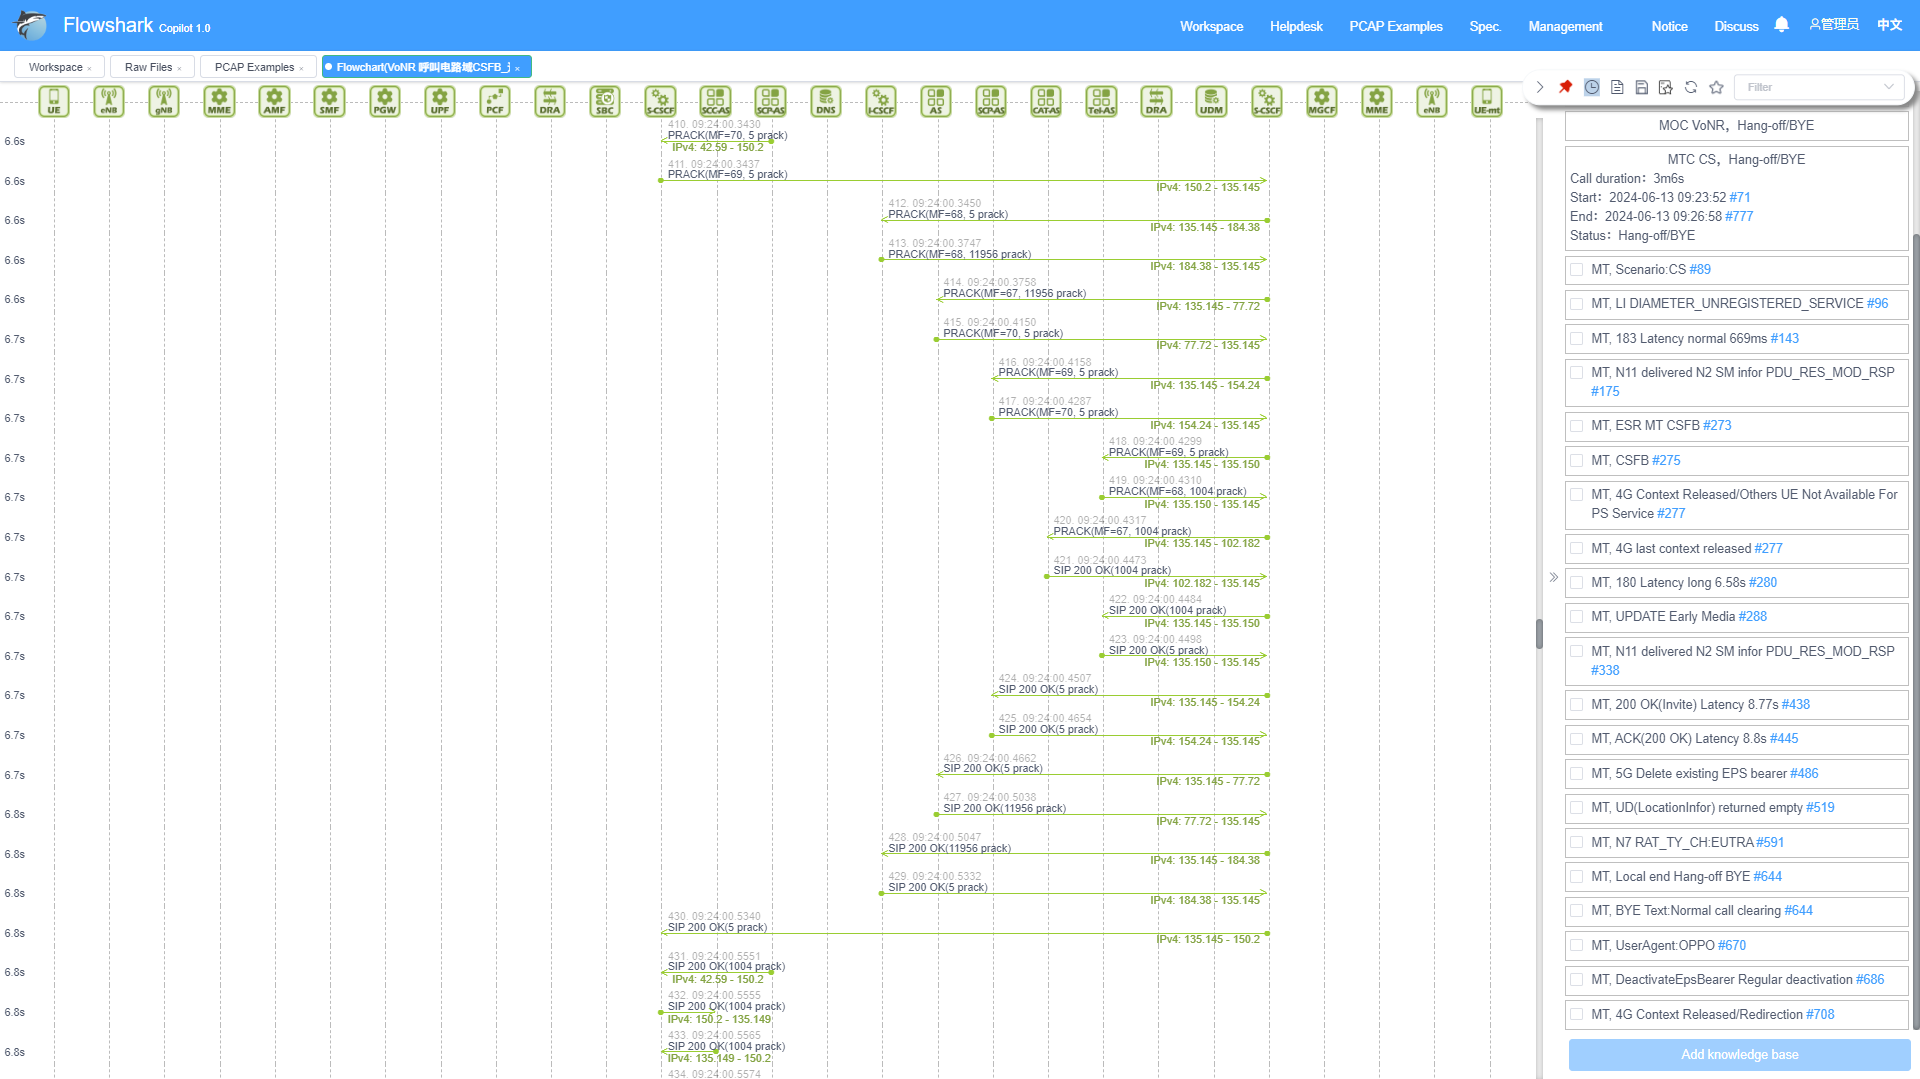 Flowshark Copilot 1.0
Workspace Helpdesk PCAP Examples Spec. Management Notice Discuss 管理员 中文
Workspace × Raw Files × PCAP Examples × Flowchart(VoNR 呼叫电路域CSFB_ ×
Filter
UE eNB gNB MME AMF SMF PGW UPF PCF DRA SBC S-CSCF SCC-AS SCP-AS DNS I-CSCF AS SCP-AS CAT-AS Tel-AS DRA UDM S-CSCF MGCF MME eNB UE-mt
410. 09:24:00.3430
6.6s PRACK(MF=70, 5 prack)
IPv4: 42.59 - 150.2
411. 09:24:00.3437
6.6s PRACK(MF=69, 5 prack)
IPv4: 150.2 - 135.145
412. 09:24:00.3450
6.6s PRACK(MF=68, 5 prack)
IPv4: 135.145 - 184.38
413. 09:24:00.3747
6.6s PRACK(MF=68, 11956 prack)
IPv4: 184.38 - 135.145
414. 09:24:00.3758
6.6s PRACK(MF=67, 11956 prack)
IPv4: 135.145 - 77.72
415. 09:24:00.4150
6.7s PRACK(MF=70, 5 prack)
IPv4: 77.72 - 135.145
416. 09:24:00.4158
6.7s PRACK(MF=69, 5 prack)
IPv4: 135.145 - 154.24
417. 09:24:00.4287
6.7s PRACK(MF=70, 5 prack)
IPv4: 154.24 - 135.145
418. 09:24:00.4299
6.7s PRACK(MF=69, 5 prack)
IPv4: 135.145 - 135.150
419. 09:24:00.4310
6.7s PRACK(MF=68, 1004 prack)
IPv4: 135.150 - 135.145
420. 09:24:00.4317
6.7s PRACK(MF=67, 1004 prack)
IPv4: 135.145 - 102.182
421. 09:24:00.4473
6.7s SIP 200 OK(1004 prack)
IPv4: 102.182 - 135.145
422. 09:24:00.4484
6.7s SIP 200 OK(1004 prack)
IPv4: 135.145 - 135.150
423. 09:24:00.4498
6.7s SIP 200 OK(5 prack)
IPv4: 135.150 - 135.145
424. 09:24:00.4507
6.7s SIP 200 OK(5 prack)
IPv4: 135.145 - 154.24
425. 09:24:00.4654
6.7s SIP 200 OK(5 prack)
IPv4: 154.24 - 135.145
426. 09:24:00.4662
6.7s SIP 200 OK(5 prack)
IPv4: 135.145 - 77.72
427. 09:24:00.5038
6.8s SIP 200 OK(11956 prack)
IPv4: 77.72 - 135.145
428. 09:24:00.5047
6.8s SIP 200 OK(11956 prack)
IPv4: 135.145 - 184.38
429. 09:24:00.5332
6.8s SIP 200 OK(5 prack)
IPv4: 184.38 - 135.145
430. 09:24:00.5340
6.8s SIP 200 OK(5 prack)
IPv4: 135.145 - 150.2
431. 09:24:00.5551
6.8s SIP 200 OK(1004 prack)
IPv4: 42.59 - 150.2
432. 09:24:00.5555
6.8s SIP 200 OK(1004 prack)
IPv4: 150.2 - 135.149
433. 09:24:00.5565
6.8s SIP 200 OK(1004 prack)
IPv4: 135.149 - 150.2
434. 09:24:00.5574
MOC VoNR，Hang-off/BYE
MTC CS，Hang-off/BYE
Call duration：3m6s
Start：2024-06-13 09:23:52 #71
End：2024-06-13 09:26:58 #777
Status：Hang-off/BYE
MT, Scenario:CS #89
MT, LI DIAMETER_UNREGISTERED_SERVICE #96
MT, 183 Latency normal 669ms #143
MT, N11 delivered N2 SM infor PDU_RES_MOD_RSP
#175
MT, ESR MT CSFB #273
MT, CSFB #275
MT, 4G Context Released/Others UE Not Available For
PS Service #277
MT, 4G last context released #277
MT, 180 Latency long 6.58s #280
MT, UPDATE Early Media #288
MT, N11 delivered N2 SM infor PDU_RES_MOD_RSP
#338
MT, 200 OK(Invite) Latency 8.77s #438
MT, ACK(200 OK) Latency 8.8s #445
MT, 5G Delete existing EPS bearer #486
MT, UD(LocationInfor) returned empty #519
MT, N7 RAT_TY_CH:EUTRA #591
MT, Local end Hang-off BYE #644
MT, BYE Text:Normal call clearing #644
MT, UserAgent:OPPO #670
MT, DeactivateEpsBearer Regular deactivation #686
MT, 4G Context Released/Redirection #708
Add knowledge base